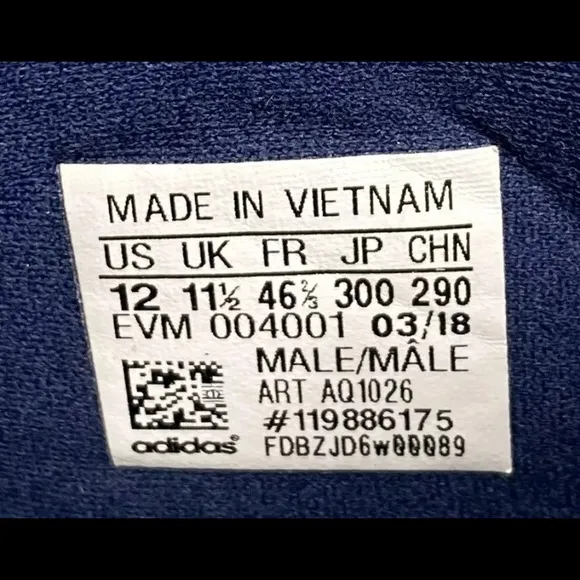 MADE IN VIETNAM
US UK FR JP CHN
12 11½ 46⅔ 300 290
EVM 004001 03/18
MALE/MÂLE
ART AQ1026
#119886175
adidas® FDBZJD6w00089